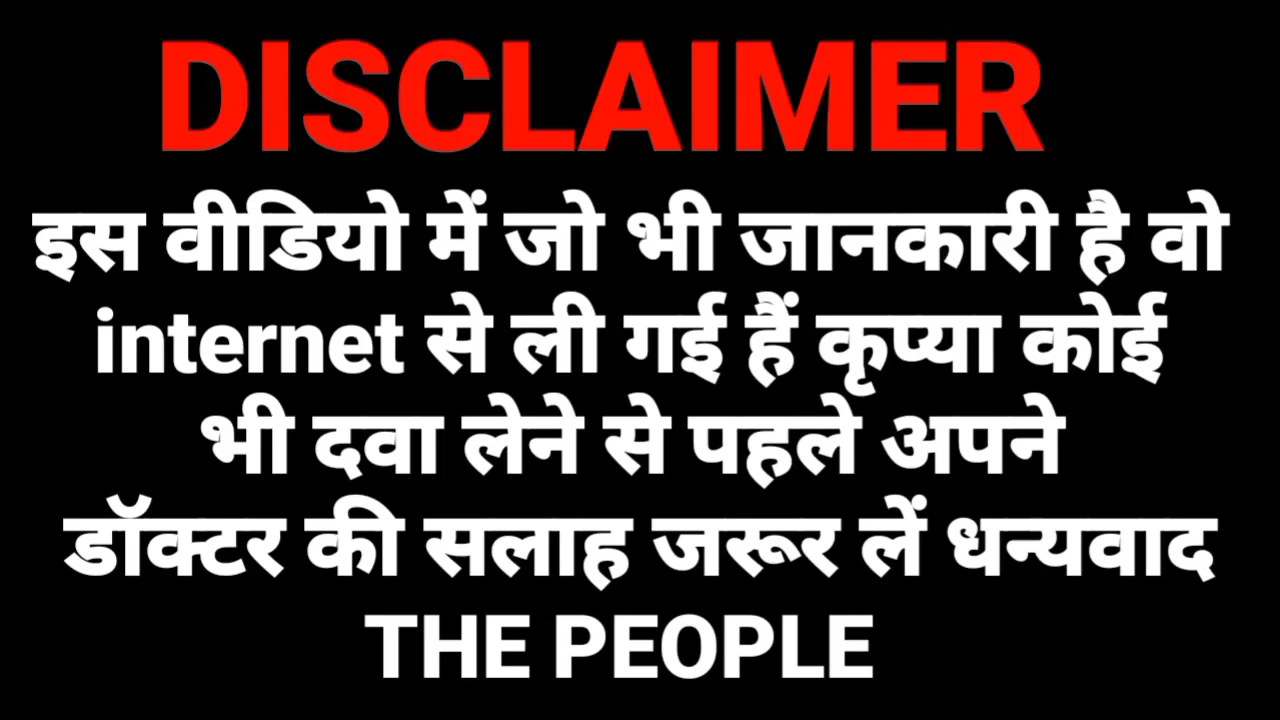 DISCLAIMER
इस वीडियो में जो भी जानकारी है वो
internet से ली गई हैं कृप्या कोई
भी दवा लेने से पहले अपने
डॉक्टर की सलाह जरूर लें धन्यवाद
THE PEOPLE